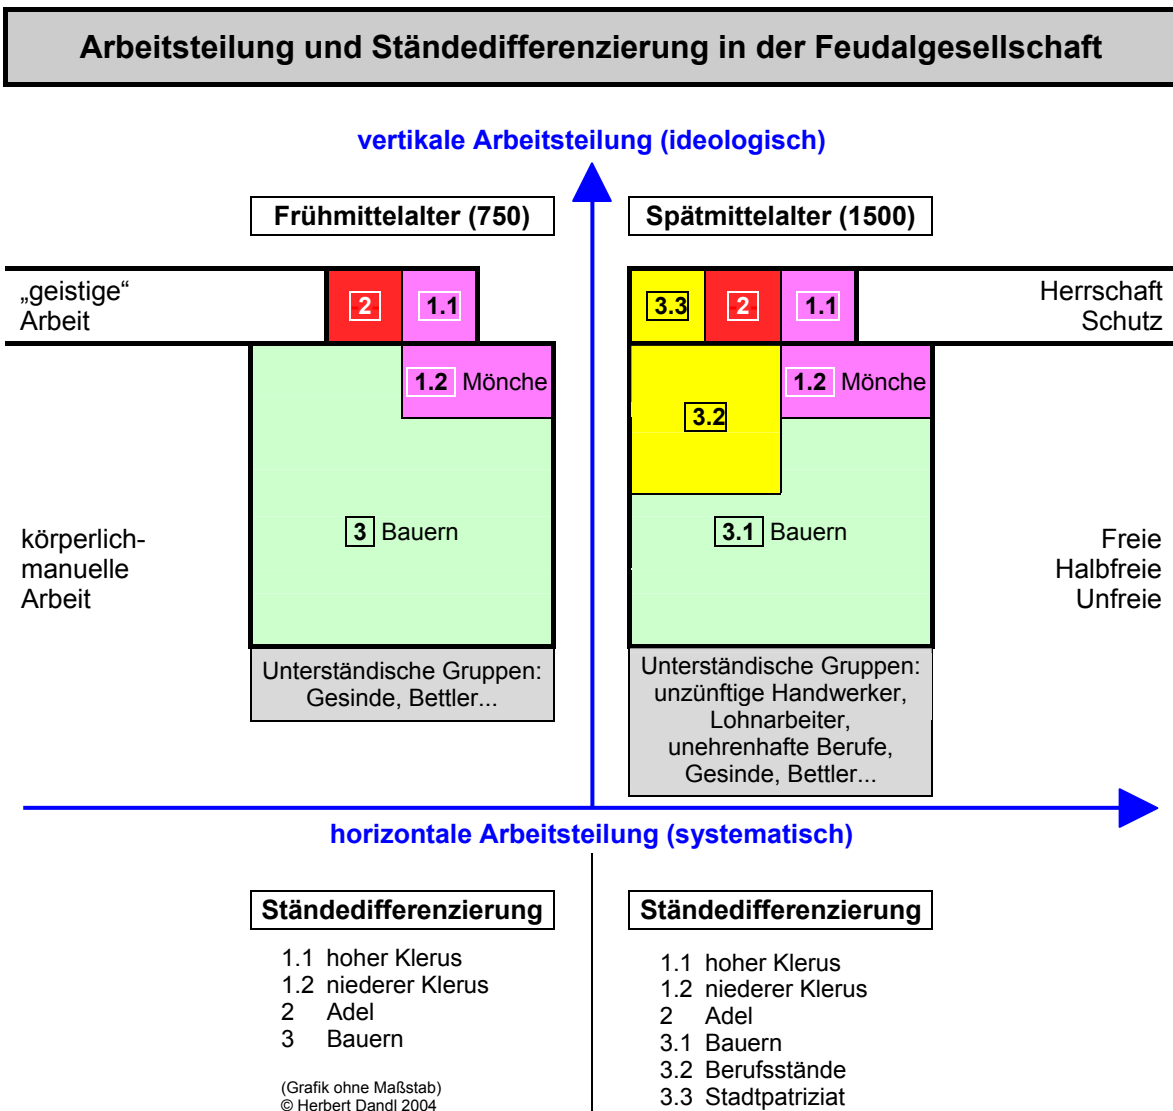 Arbeitsteilung und Ständedifferenzierung in der Feudalgesellschaft
vertikale Arbeitsteilung (ideologisch)
Frühmittelalter (750)
Spätmittelalter (1500)
„geistige“
Arbeit
2
1.1
3.3
2
1.1
Herrschaft
Schutz
1.2 Mönche
3.2
1.2 Mönche
körperlich-
manuelle
Arbeit
3 Bauern
3.1 Bauern
Freie
Halbfreie
Unfreie
Unterständische Gruppen:
Gesinde, Bettler...
Unterständische Gruppen:
unzünftige Handwerker,
Lohnarbeiter,
unehrenhafte Berufe,
Gesinde, Bettler...
horizontale Arbeitsteilung (systematisch)
Ständedifferenzierung
1.1 hoher Klerus
1.2 niederer Klerus
2 Adel
3 Bauern
(Grafik ohne Maßstab)
© Herbert Dandl 2004
Ständedifferenzierung
1.1 hoher Klerus
1.2 niederer Klerus
2 Adel
3.1 Bauern
3.2 Berufsstände
3.3 Stadtpatriziat